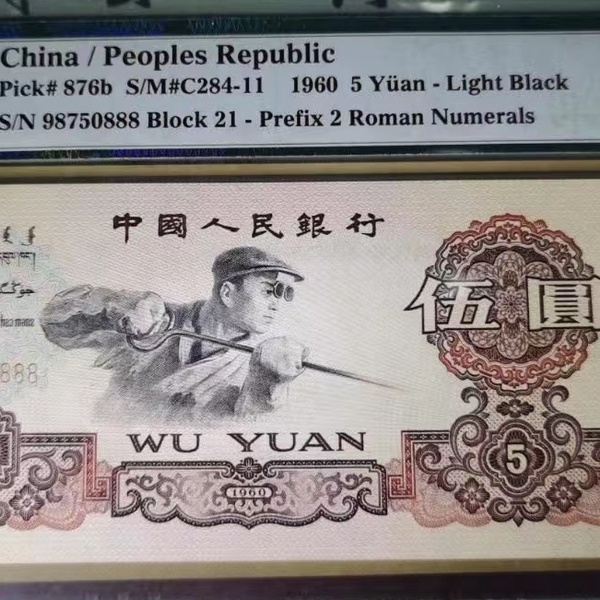 China / Peoples Republic
Pick# 876b S/M#C284-11 1960 5 Yüan - Light Black
S/N 98750888 Block 21 - Prefix 2 Roman Numerals
中國人民銀行
伍圓
888
WU YUAN
1960
5